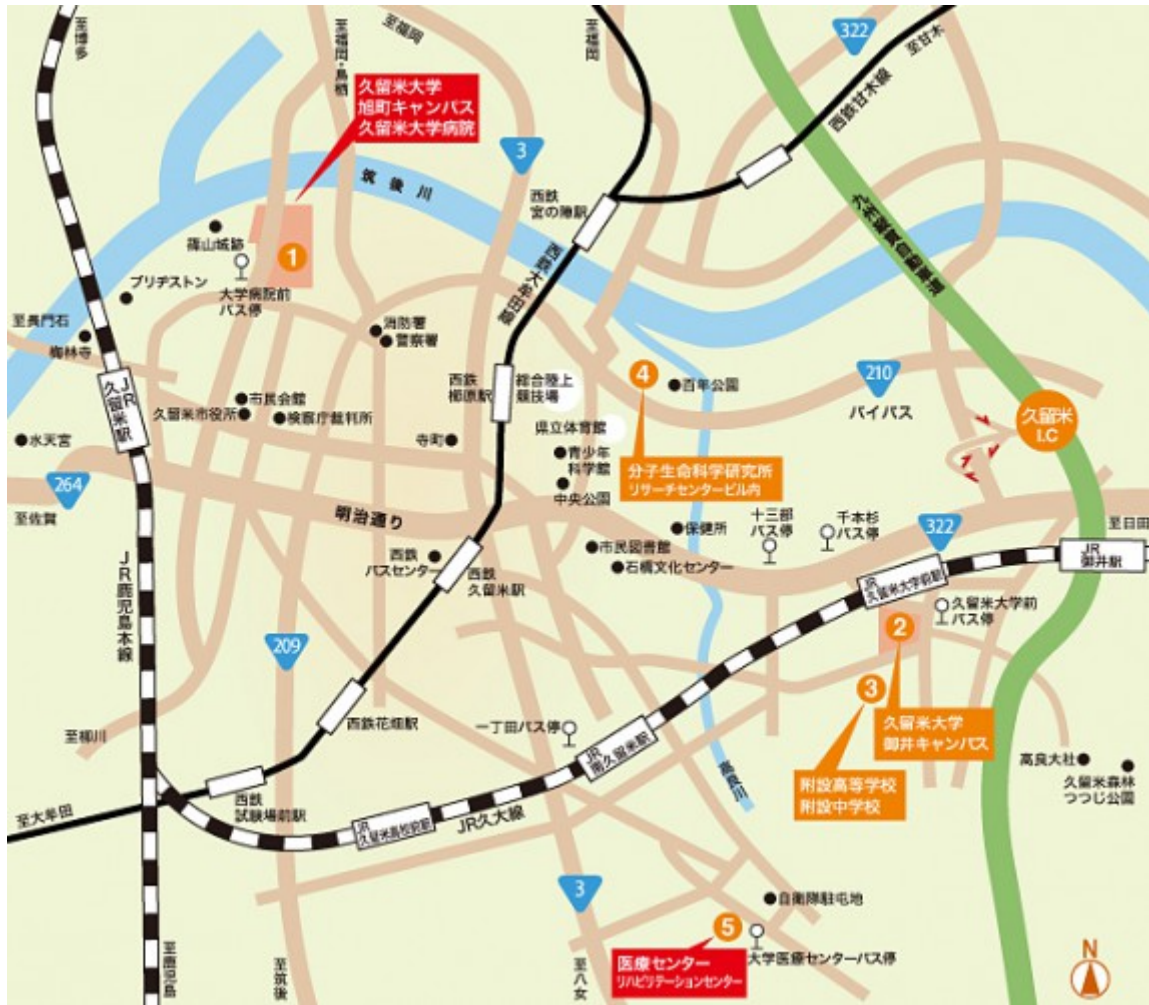 至博多
至福岡・鳥栖
至福岡
至福岡
322
至甘木
西鉄甘木線
久留米大学
旭町キャンパス
久留米大学病院
3
筑後川
西鉄
宮の陣駅
九州縦貫自動車道
篠山城跡
1
ブリヂストン
大学病院前
バス停
西鉄大牟田線
至長門石
梅林寺
消防署
警察署
JR
久留米駅
西鉄
櫛原駅
総合陸上
競技場
4
百年公園
210
バイパス
市民会館
久留米市役所
検察庁裁判所
久留米
I.C
水天宮
寺町
県立体育館
青少年
科学館
中央公園
分子生命科学研究所
リサーチセンタービル内
264
至佐賀
明治通り
保健所
十三部
バス停
千本杉
バス停
322
至日田
西鉄
バスセンター
西鉄
久留米駅
市民図書館
石橋文化センター
JR
久留米大学前駅
JR
御井駅
JR鹿児島本線
久留米大学前
バス停
209
2
3
久留米大学
御井キャンパス
西鉄花畑駅
一丁田バス停
JR
南久留米駅
至柳川
高良川
附設高等学校
附設中学校
高良大社
久留米森林
つつじ公園
西鉄
試験場前駅
至大牟田
JR
久留米高校前駅
JR久大線
3
自衛隊駐屯地
5
医療センター
リハビリテーションセンター
大学医療センターバス停
至鹿児島
至筑後
至八女
N